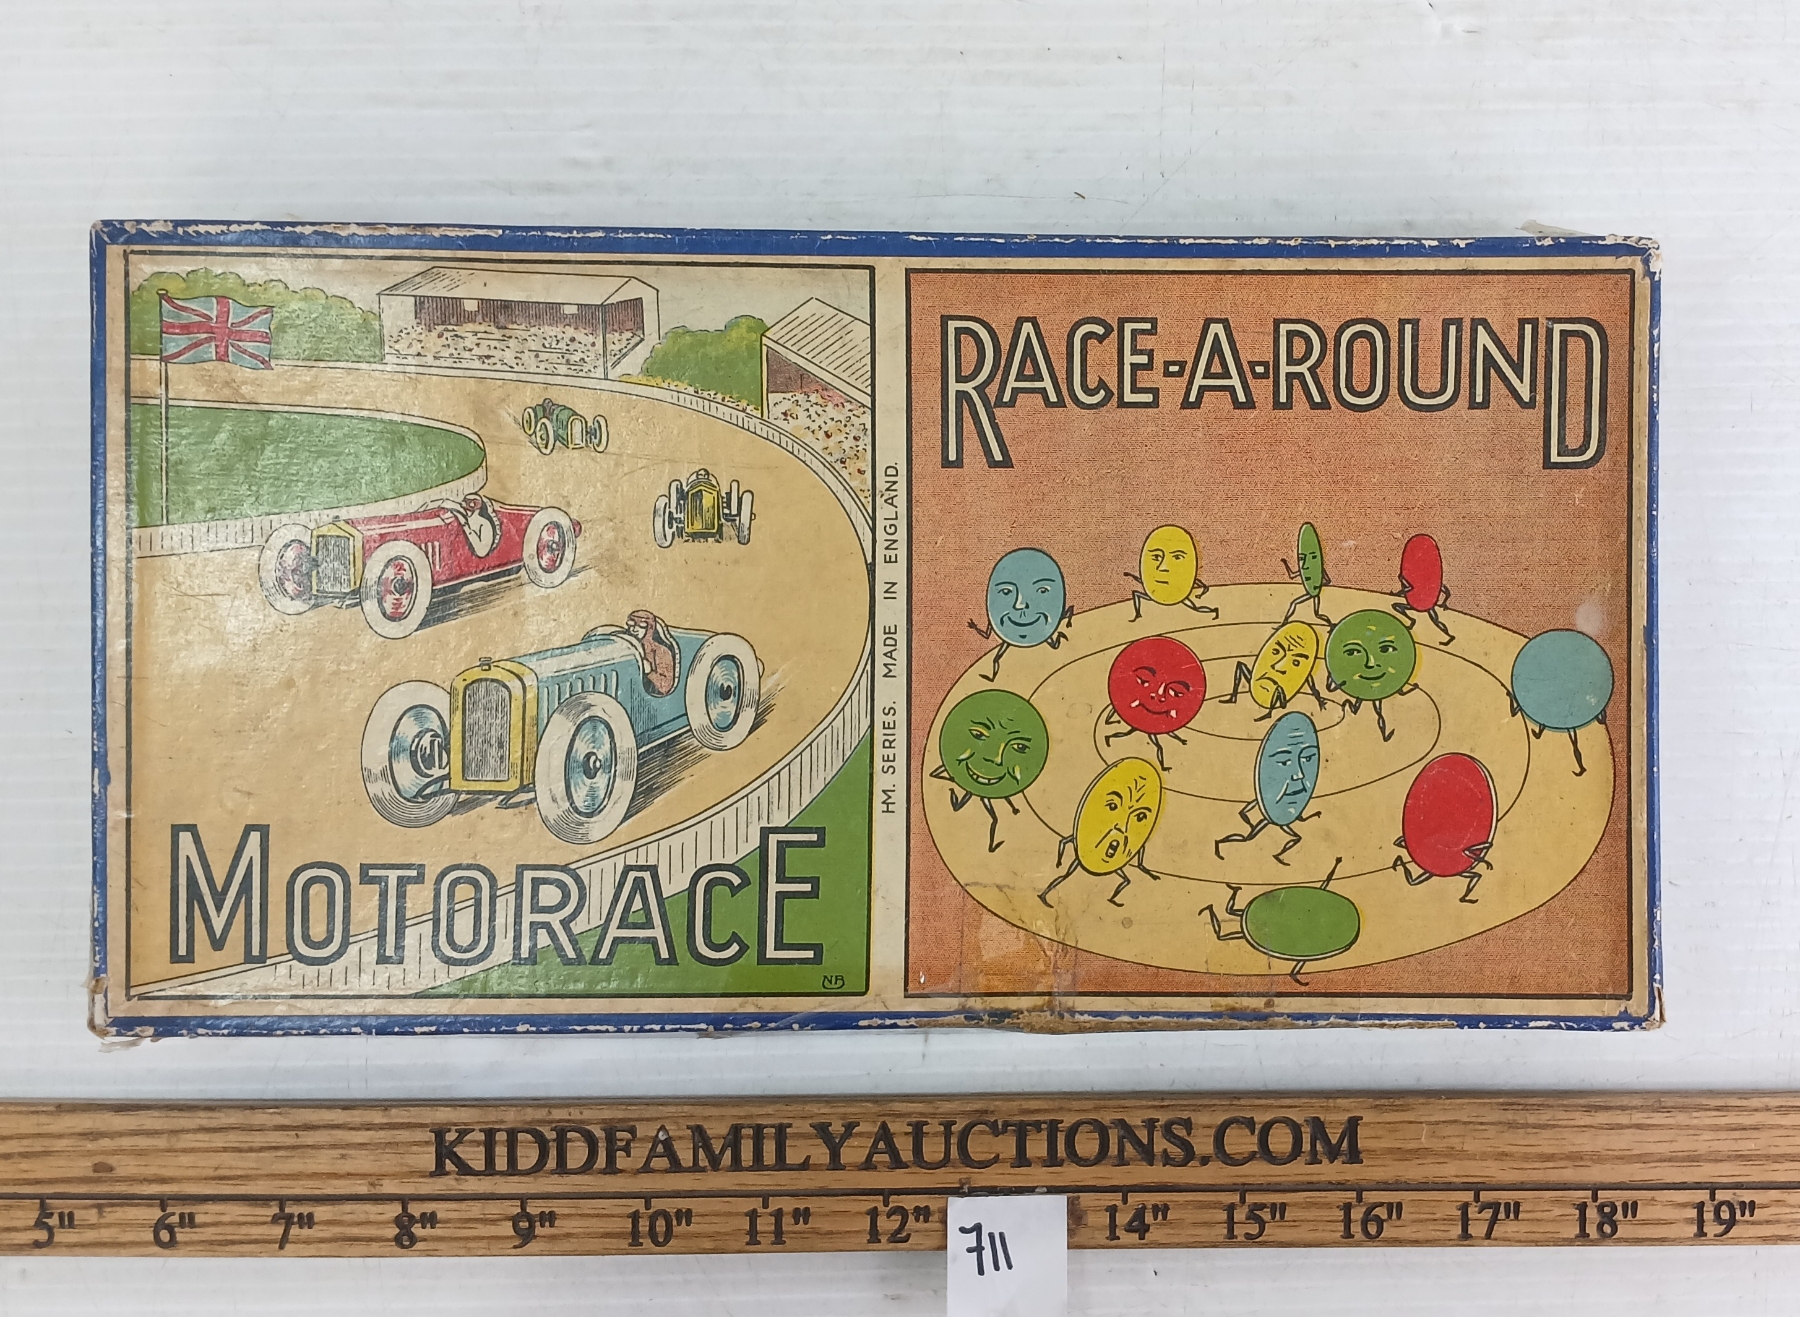 MOTORACE
NB
HM. SERIES. MADE IN ENGLAND.
RACE-A-ROUND
KIDDFAMILYAUCTIONS.COM
5" 6" 7" 8" 9" 10" 11" 12" 14" 15" 16" 17" 18" 19"
711